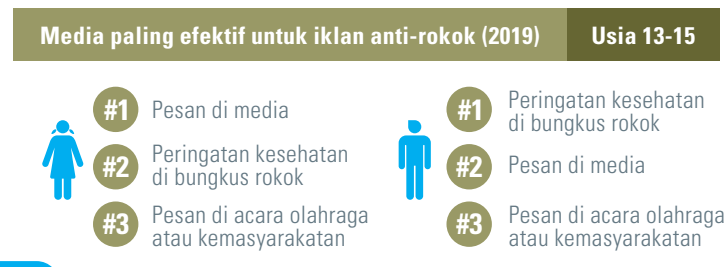 Media paling efektif untuk iklan anti-rokok (2019)
Usia 13-15
#1
Pesan di media
#2
Peringatan kesehatan
di bungkus rokok
#3
Pesan di acara olahraga
atau kemasyarakatan
#1
Peringatan kesehatan
di bungkus rokok
#2
Pesan di media
#3
Pesan di acara olahraga
atau kemasyarakatan